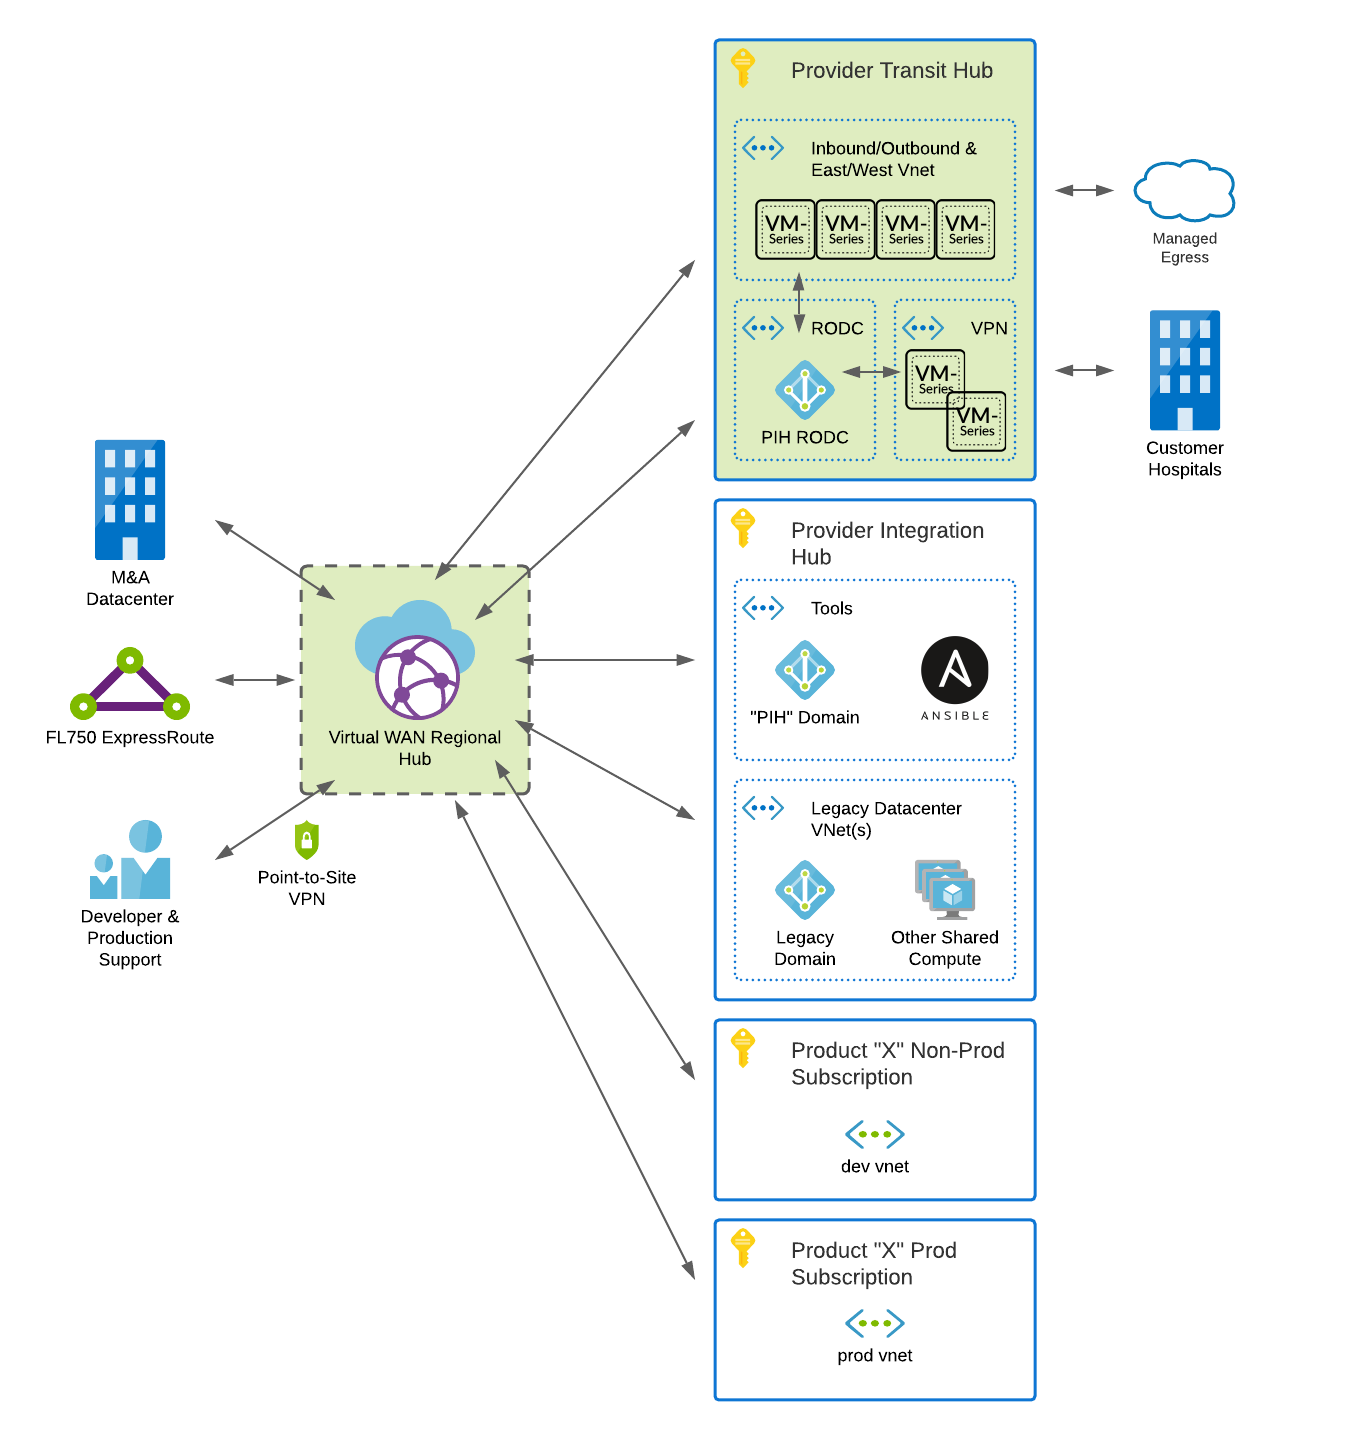 Provider Transit Hub
Inbound/Outbound &
East/West Vnet
VM-
Series
VM-
Series
VM-
Series
VM-
Series
RODC
PIH RODC
VPN
VM-
Series
VM-
Series
Managed
Egress
Customer
Hospitals
M&A
Datacenter
FL750 ExpressRoute
Developer &
Production
Support
Point-to-Site
VPN
Virtual WAN Regional
Hub
Provider Integration
Hub
Tools
"PIH" Domain
ANSIBLE
Legacy Datacenter
VNet(s)
Legacy
Domain
Other Shared
Compute
Product "X" Non-Prod
Subscription
dev vnet
Product "X" Prod
Subscription
prod vnet